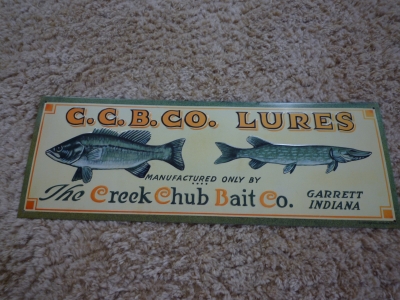 C.C.B.CO. LURES
MANUFACTURED ONLY BY
The Creek Chub Bait Co.
GARRETT
INDIANA